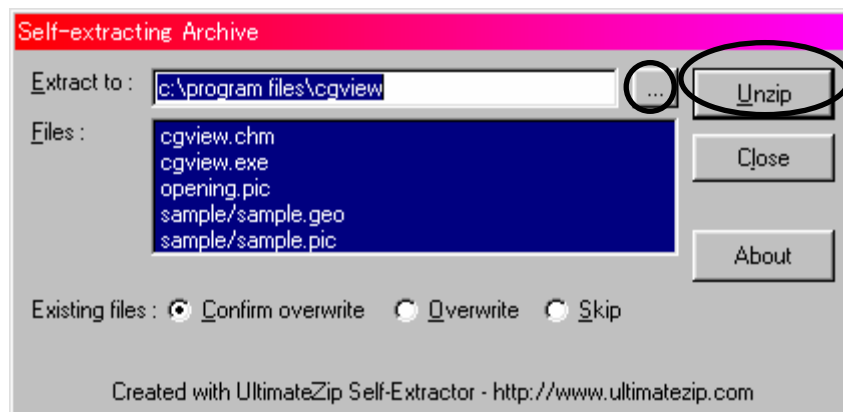 Self-extracting Archive
Extract to : c:\program files\cgview ... Unzip
Files :
cgview.chm
cgview.exe
opening.pic
sample/sample.geo
sample/sample.pic
Close
About
Existing files : Confirm overwrite Overwrite Skip
Created with UltimateZip Self-Extractor - http://www.ultimatezip.com